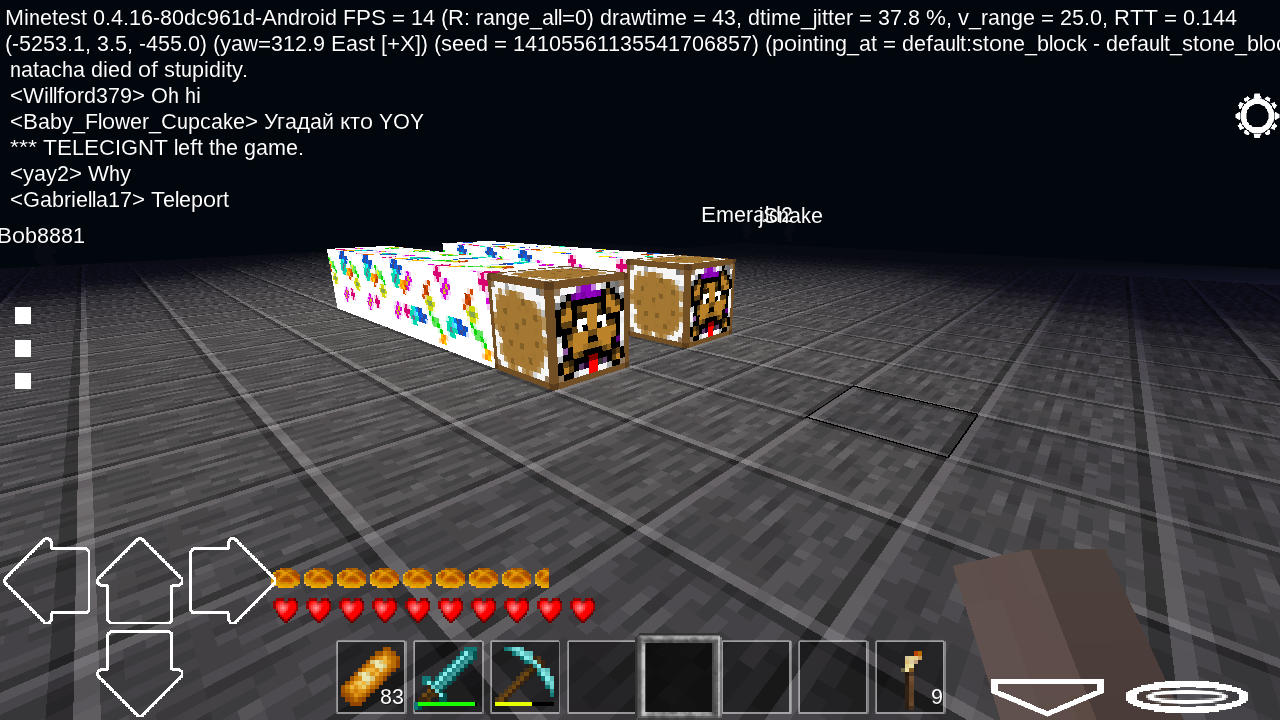 Minetest 0.4.16-80dc961d-Android FPS = 14 (R: range_all=0) drawtime = 43, dtime_jitter = 37.8 %, v_range = 25.0, RTT = 0.144
(-5253.1, 3.5, -455.0) (yaw=312.9 East [+X]) (seed = 14105561135541706857) (pointing_at = default:stone_block - default_stone_bloc
natacha died of stupidity.
<Willford379> Oh hi
<Baby_Flower_Cupcake> Угадай кто YOY
*** TELECIGNT left the game.
<yay2> Why
<Gabriella17> Teleport
Bob8881
83
9